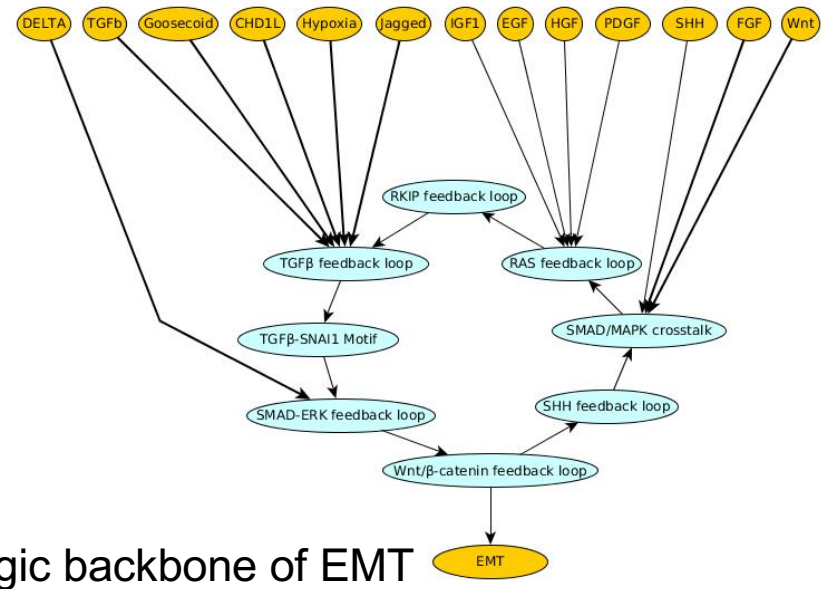 DELTA TGFb Goosecoid CHD1L Hypoxia Jagged IGF1 EGF HGF PDGF SHH FGF Wnt
RKIP feedback loop
TGFβ feedback loop RAS feedback loop
TGFβ-SNAI1 Motif SMAD/MAPK crosstalk
SMAD-ERK feedback loop SHH feedback loop
Wnt/β-catenin feedback loop
gic backbone of EMT EMT